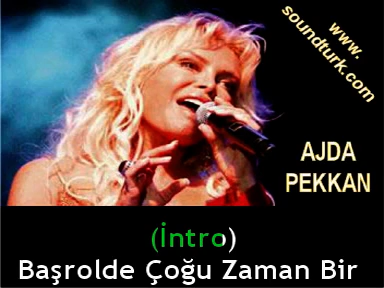 www.
soundturk.com
AJDA
PEKKAN
(İntro)
Başrolde Çoğu Zaman Bir